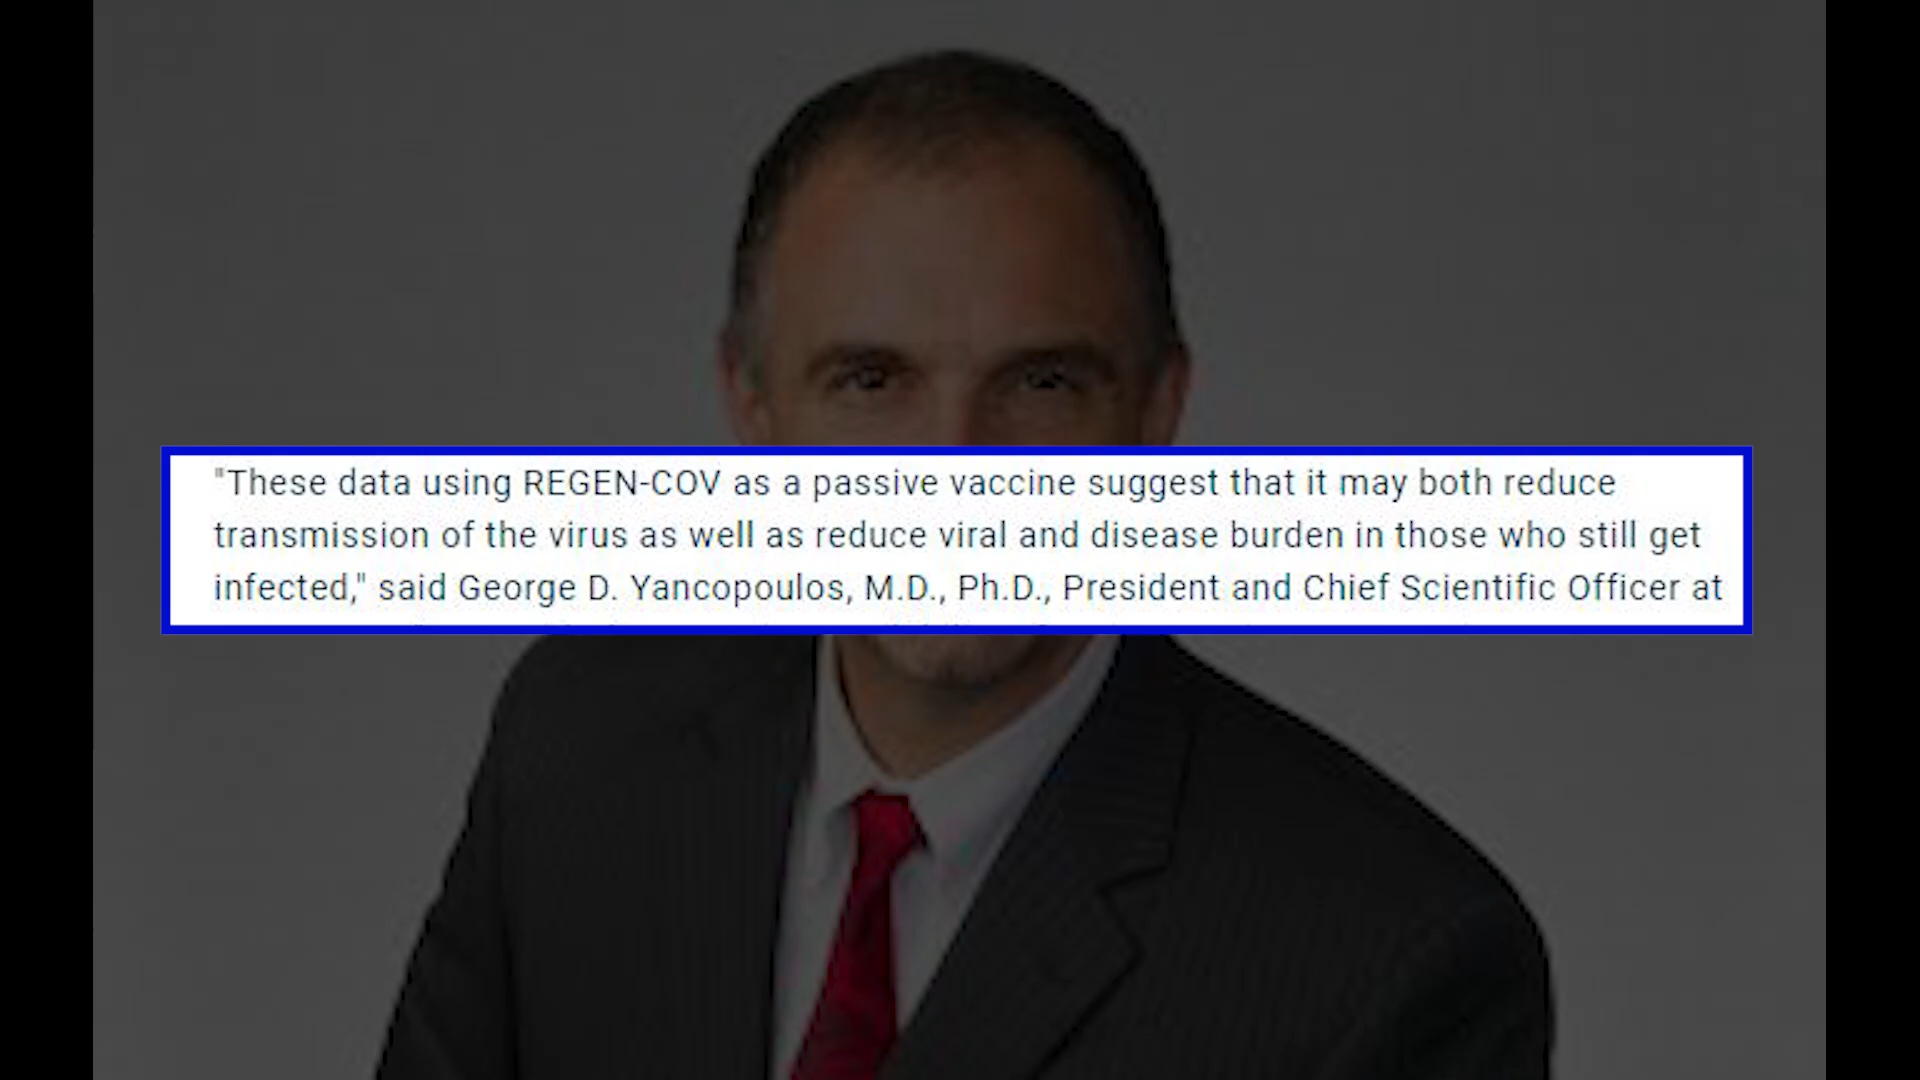 "These data using REGEN-COV as a passive vaccine suggest that it may both reduce
transmission of the virus as well as reduce viral and disease burden in those who still get
infected," said George D. Yancopoulos, M.D., Ph.D., President and Chief Scientific Officer at